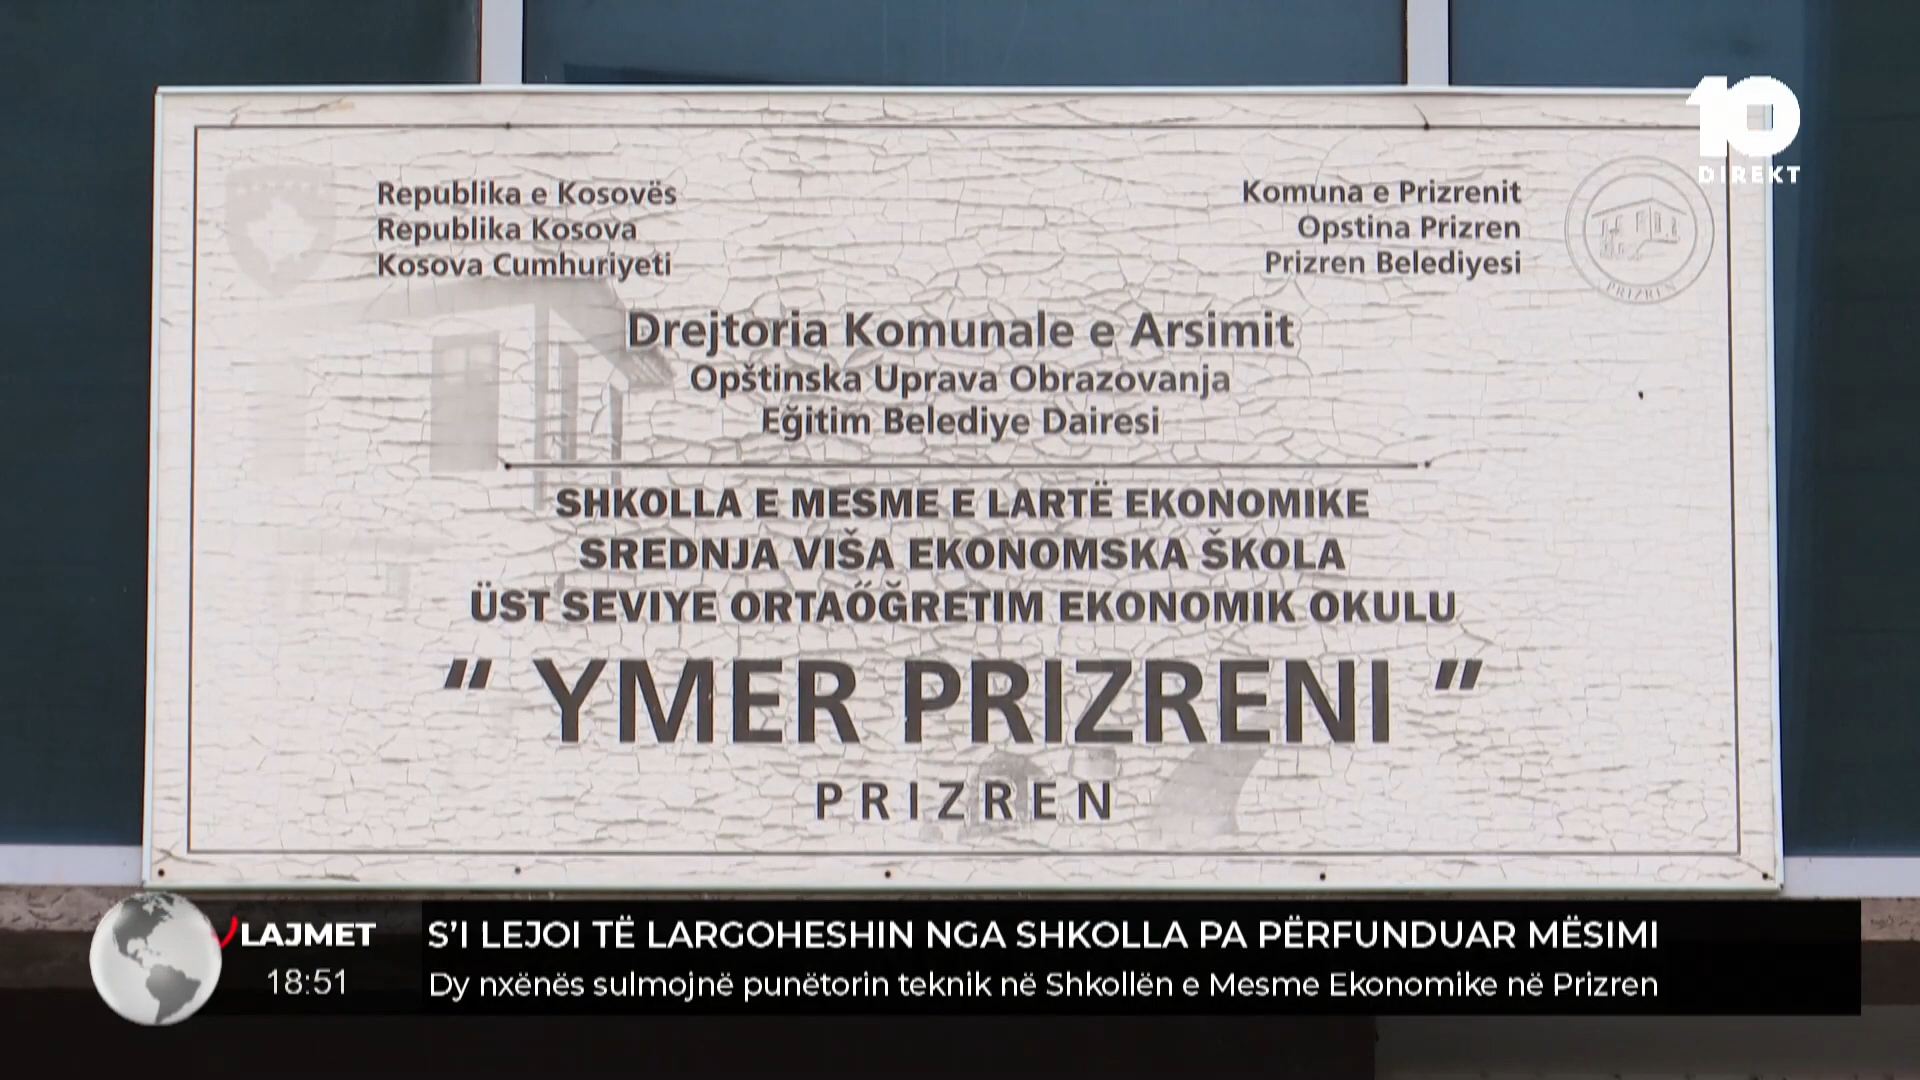 10
DIREKT
Republika e Kosovës
Republika Kosova
Kosova Cumhuriyeti
Komuna e Prizrenit
Opstina Prizren
Prizren Belediyesi
PRIZREN
Drejtoria Komunale e Arsimit
Opštinska Uprava Obrazovanja
Eğitim Belediye Dairesi
SHKOLLA E MESME E LARTË EKONOMIKE
SREDNJA VIŠA EKONOMSKA ŠKOLA
ÜST SEVIYE ORTAÖĞRETIM EKONOMIK OKULU
“ YMER PRIZRENI ”
PRIZREN
LAJMET
18:51
S’I LEJOI TË LARGOHESHIN NGA SHKOLLA PA PËRFUNDUAR MËSIMI
Dy nxënës sulmojnë punëtorin teknik në Shkollën e Mesme Ekonomike në Prizren